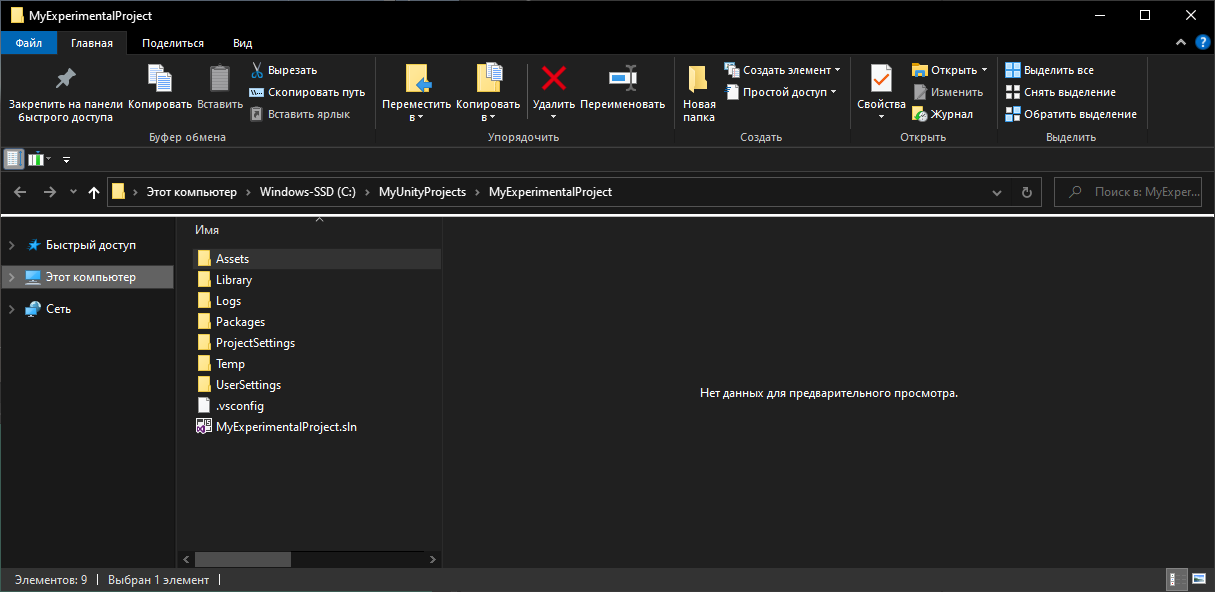 MyExperimentalProject
Файл Главная Поделиться Вид
Закрепить на панели быстрого доступа
Копировать
Вставить
Вырезать
Скопировать путь
Вставить ярлык
Буфер обмена
Переместить в
Копировать в
Удалить
Переименовать
Упорядочить
Новая папка
Создать элемент
Простой доступ
Создать
Свойства
Открыть
Изменить
Журнал
Открыть
Выделить все
Снять выделение
Обратить выделение
Выделить
Этот компьютер > Windows-SSD (C:) > MyUnityProjects > MyExperimentalProject
Поиск в: MyExper...
Быстрый доступ
Этот компьютер
Сеть
Имя
Assets
Library
Logs
Packages
ProjectSettings
Temp
UserSettings
.vsconfig
MyExperimentalProject.sln
Нет данных для предварительного просмотра.
Элементов: 9 | Выбран 1 элемент |